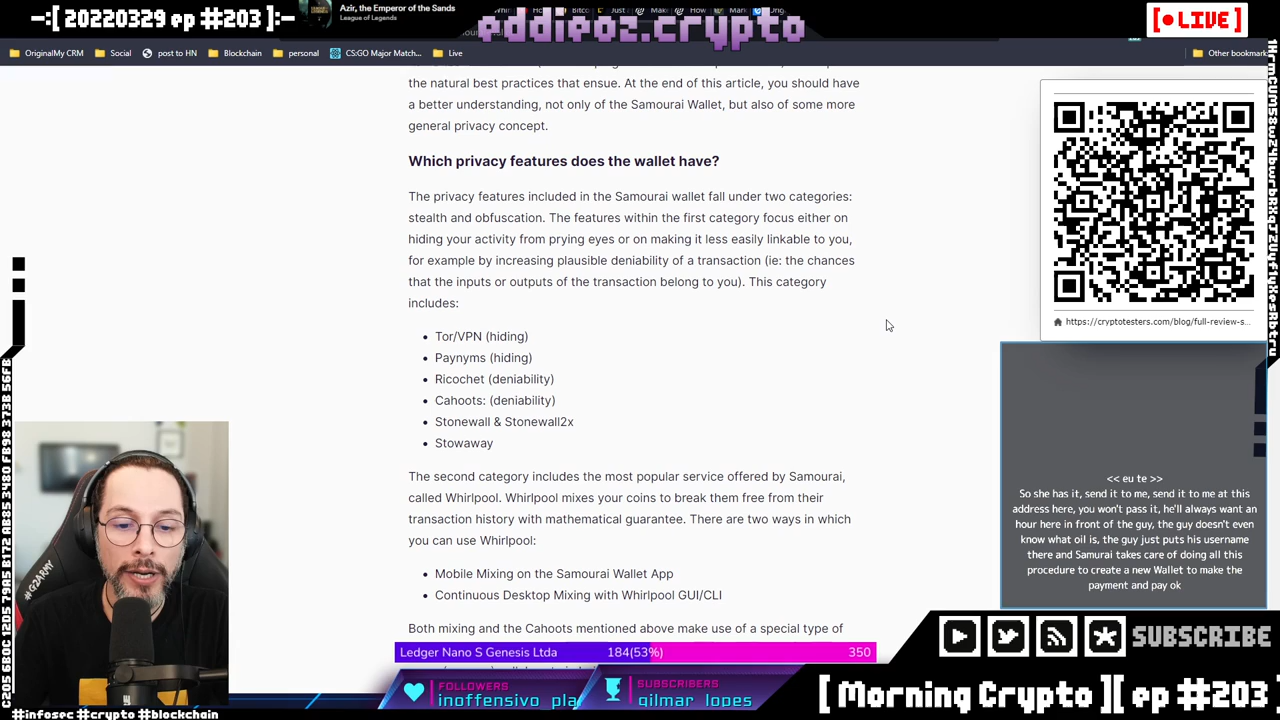 -:[ 20220329 ep #203 ]:-
Azir, the Emperor of the Sands
League of Legends
eddieoz.crypto
[ LIVE ]
OriginalMy CRM
Social
post to HN
Blockchain
personal
CS:GO Major Match...
Live
Other bookmark
the natural best practices that ensue. At the end of this article, you should have
a better understanding, not only of the Samourai Wallet, but also of some more
general privacy concept.
Which privacy features does the wallet have?
The privacy features included in the Samourai wallet fall under two categories:
stealth and obfuscation. The features within the first category focus either on
hiding your activity from prying eyes or on making it less easily linkable to you,
for example by increasing plausible deniability of a transaction (ie: the chances
that the inputs or outputs of the transaction belong to you). This category
includes:
Tor/VPN (hiding)
Paynyms (hiding)
Ricochet (deniability)
Cahoots: (deniability)
Stonewall & Stonewall2x
Stowaway
The second category includes the most popular service offered by Samourai,
called Whirlpool. Whirlpool mixes your coins to break them free from their
transaction history with mathematical guarantee. There are two ways in which
you can use Whirlpool:
Mobile Mixing on the Samourai Wallet App
Continuous Desktop Mixing with Whirlpool GUI/CLI
Both mixing and the Cahoots mentioned above make use of a special type of
https://cryptotesters.com/blog/full-review-s...
<< eu te >>
So she has it, send it to me, send it to me at this
address here, you won't pass it, he'll always want an
hour here in front of the guy, the guy doesn't even
know what oil is, the guy just puts his username
there and Samurai takes care of doing all this
procedure to create a new Wallet to make the
payment and pay ok
Ledger Nano S Genesis Ltda
184(53%)
350
FOLLOWERS
inoffensivo_pla
SUBSCRIBERS
gilmar_lopes
SUBSCRIBE
[ Morning Crypto ][ ep #203 ]
#infosec #crypto #blockchain